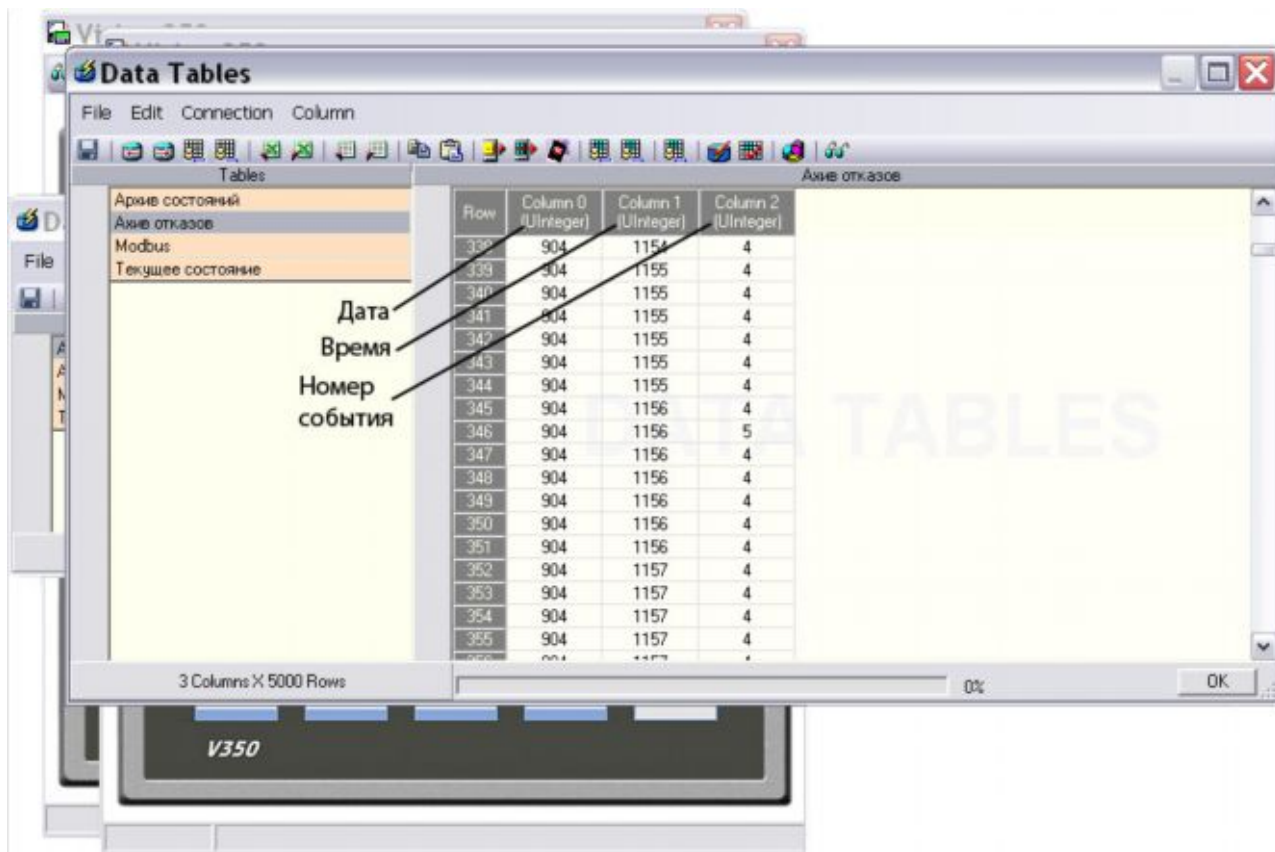 Data Tables
File Edit Connection Column
Tables
Ахив отказов
Архив состояний
Ахив отказов
Modbus
Текущее состояние
Row Column 0 (UInteger) Column 1 (UInteger) Column 2 (UInteger)
338 904 1154 4
339 904 1155 4
340 904 1155 4
341 904 1155 4
342 904 1155 4
343 904 1155 4
344 904 1155 4
345 904 1156 4
346 904 1156 5
347 904 1156 4
348 904 1156 4
349 904 1156 4
350 904 1156 4
351 904 1156 4
352 904 1157 4
353 904 1157 4
354 904 1157 4
355 904 1157 4
Дата
Время
Номер
события
DATA TABLES
3 Columns X 5000 Rows
0%
OK
File
V350